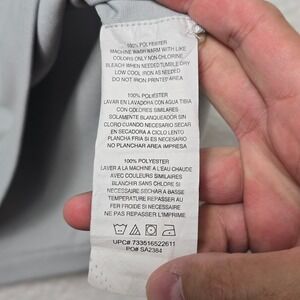 100% POLYESTER
MACHINE WASH WARM WITH LIKE
COLORS ONLY NON CHLORINE
BLEACH WHEN NEEDED TUMBLE DRY
LOW COOL IRON AS NEEDED
DO NOT IRON PRINTED AREA
100% POLYESTER
LAVAR EN LAVADORA CON AGUA TIBIA
CON COLORES SIMILARES
SOLAMENTE BLANQUEADOR SIN
CLORO CUANDO NECESARIO SECAR
EN SECADORA A CICLO LENTO
PLANCHA FRIA SI ES NECESARIO
NO PLANCHAR AREA IMPRESA
100% POLYESTER
LAVER A LA MACHINE A L'EAU CHAUDE
AVEC COULEURS SIMILAIRES
BLANCHIR SANS CHLORE SI
NECESSAIRE SECHAR A BASSE
TEMPERATURE REPASSER AU
FER FROIDE SI NECESSAIRE
NE PAS REPASSER L'IMPRIME
UPC# 733516522611
PO# SA2384